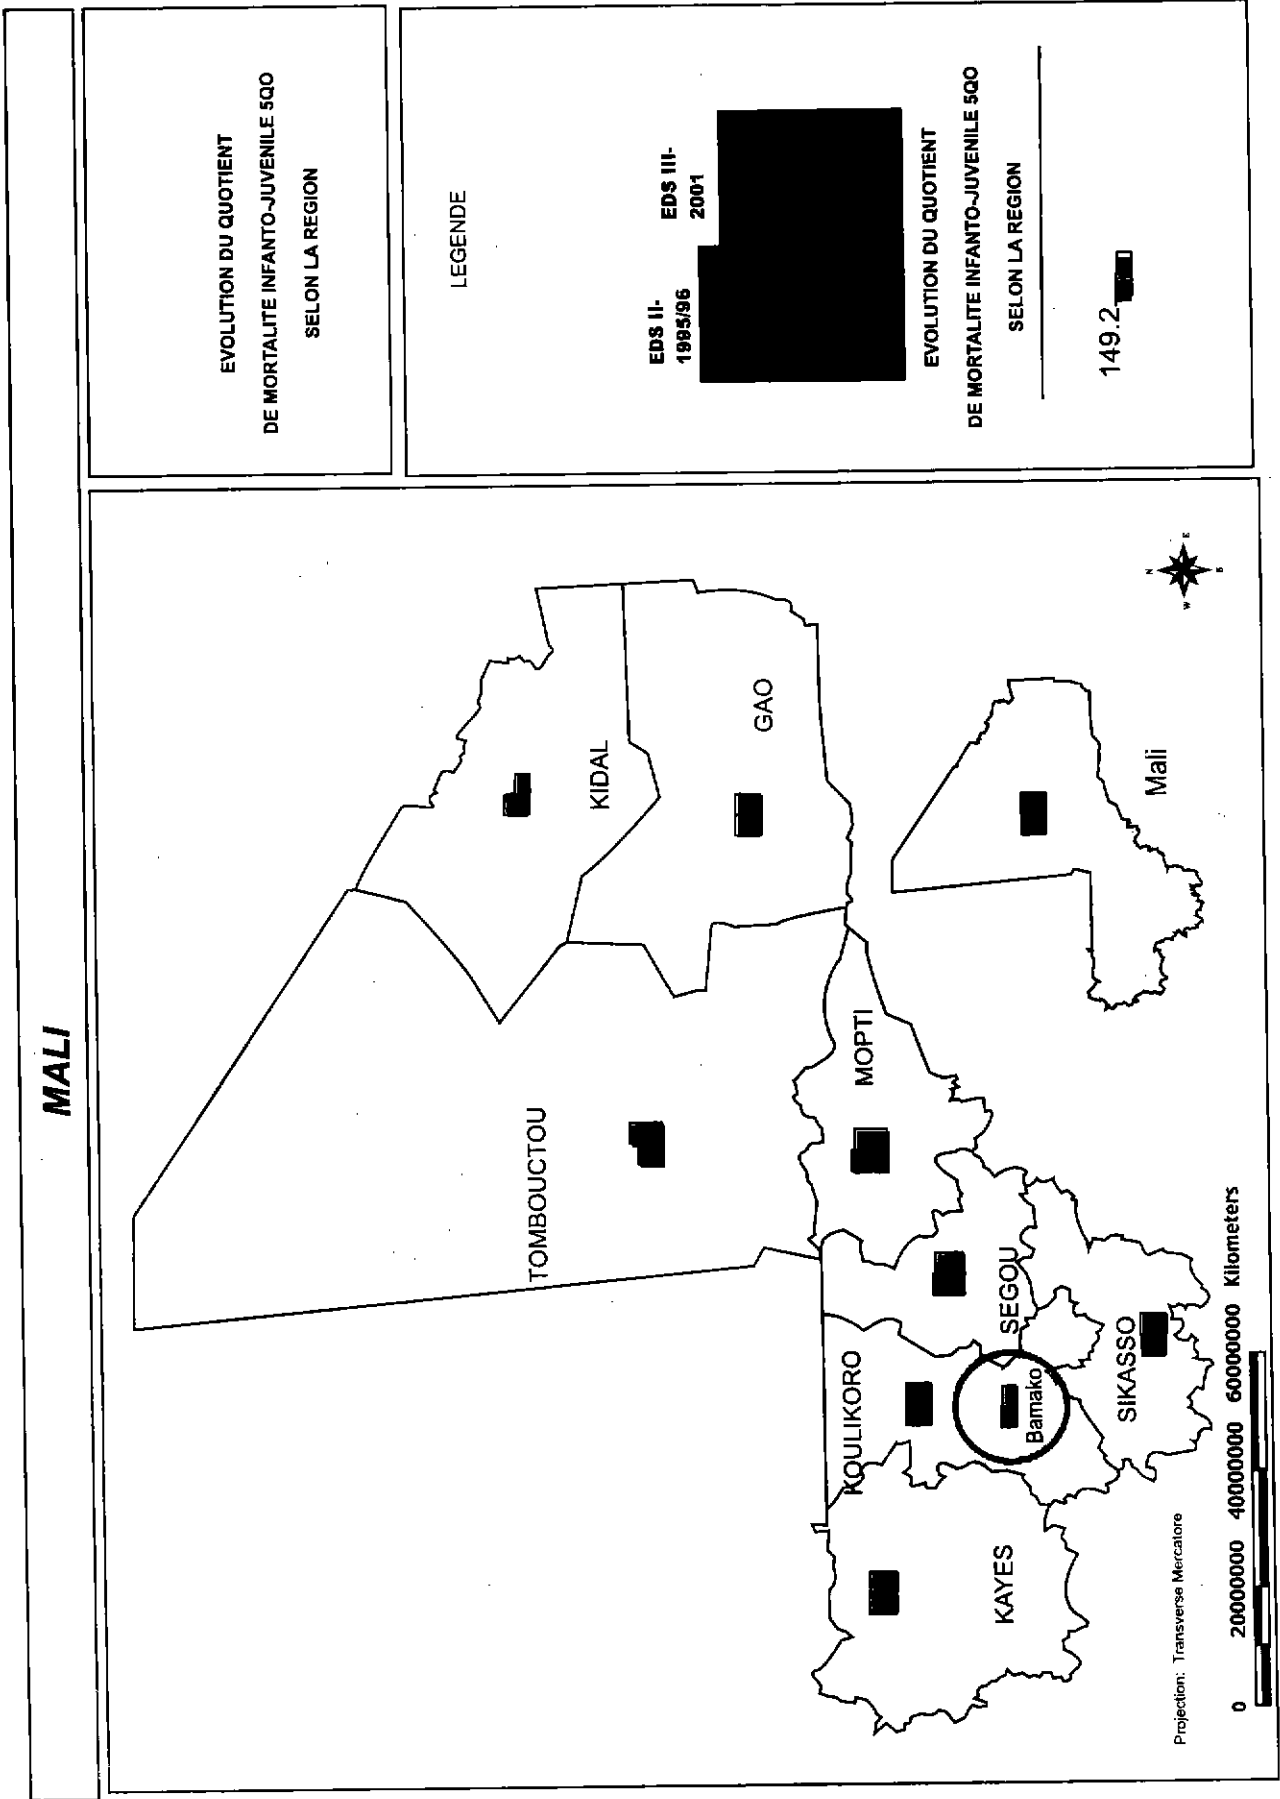 MALI
EVOLUTION DU QUOTIENT
DE MORTALITE INFANTO-JUVENILE 5QO
SELON LA REGION
LEGENDE
EDS II-
1995/96
EDS III-
2001
EVOLUTION DU QUOTIENT
DE MORTALITE INFANTO-JUVENILE 5QO
SELON LA REGION
149.2
TOMBOUCTOU
KIDAL
GAO
MOPTI
KOULIKORO
SEGOU
Bamako
KAYES
SIKASSO
Mali
N
W
E
S
Projection: Transverse Mercatore
0 20000000 40000000 60000000 Kilometers